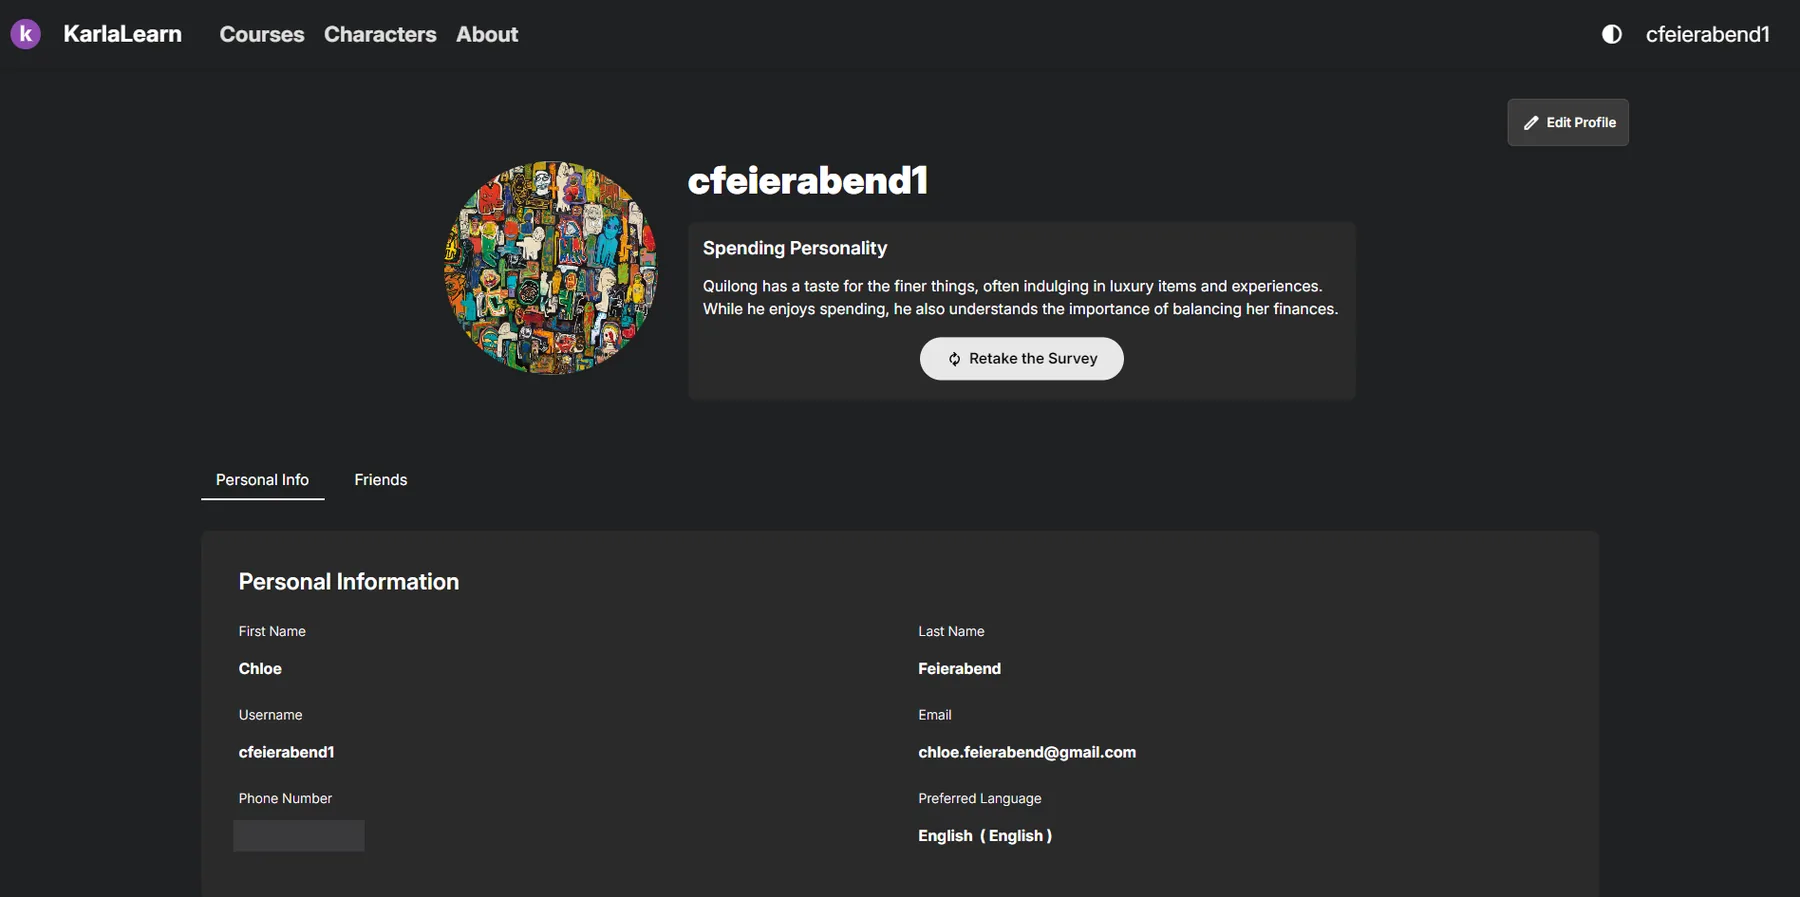 k KarlaLearn Courses Characters About cfeierabend1
Edit Profile
cfeierabend1
Spending Personality
Quilong has a taste for the finer things, often indulging in luxury items and experiences.
While he enjoys spending, he also understands the importance of balancing her finances.
Retake the Survey
Personal Info Friends
Personal Information
First Name
Chloe
Last Name
Feierabend
Username
cfeierabend1
Email
chloe.feierabend@gmail.com
Phone Number
Preferred Language
English ( English )